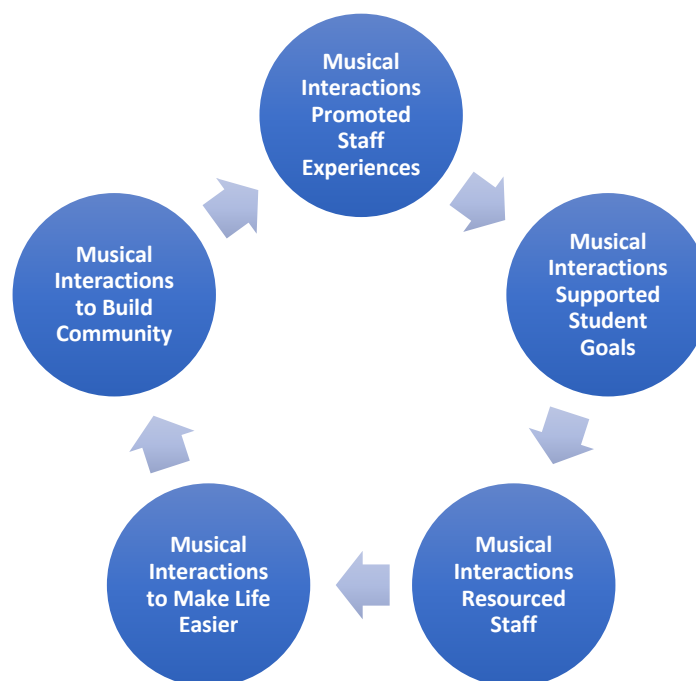 Musical
Interactions
Promoted
Staff
Experiences
Musical
Interactions
Supported
Student
Goals
Musical
Interactions
Resourced
Staff
Musical
Interactions
to Make Life
Easier
Musical
Interactions
to Build
Community